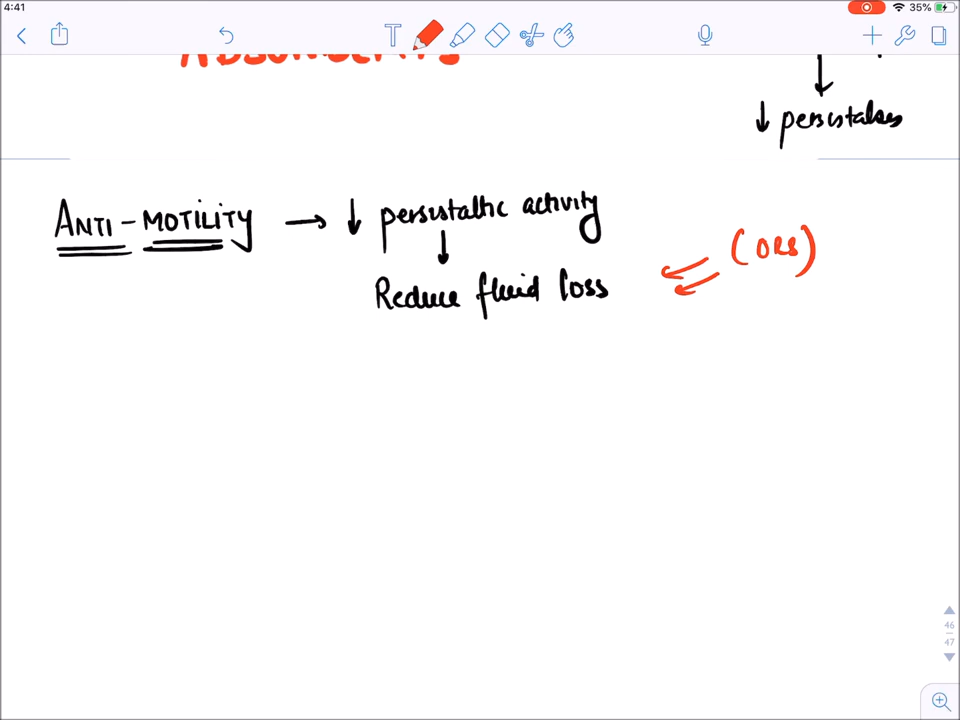 4:41
35%
T
↓ persistalses
ANTI-MOTILITY → ↓ persistaltic activity
↓
(ORS)
Reduce fluid loss
46
47